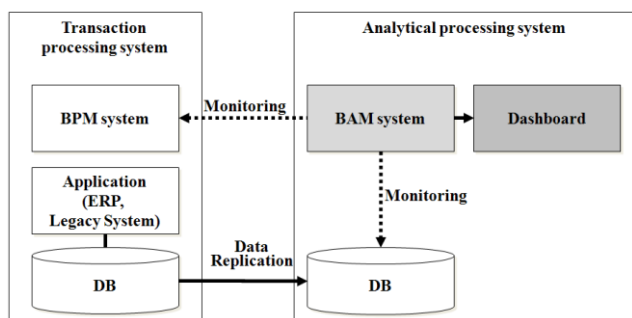 Transaction
processing system
Analytical processing system
BPM system
Monitoring
BAM system
Dashboard
Application
(ERP,
Legacy System)
Monitoring
Data
Replication
DB
DB